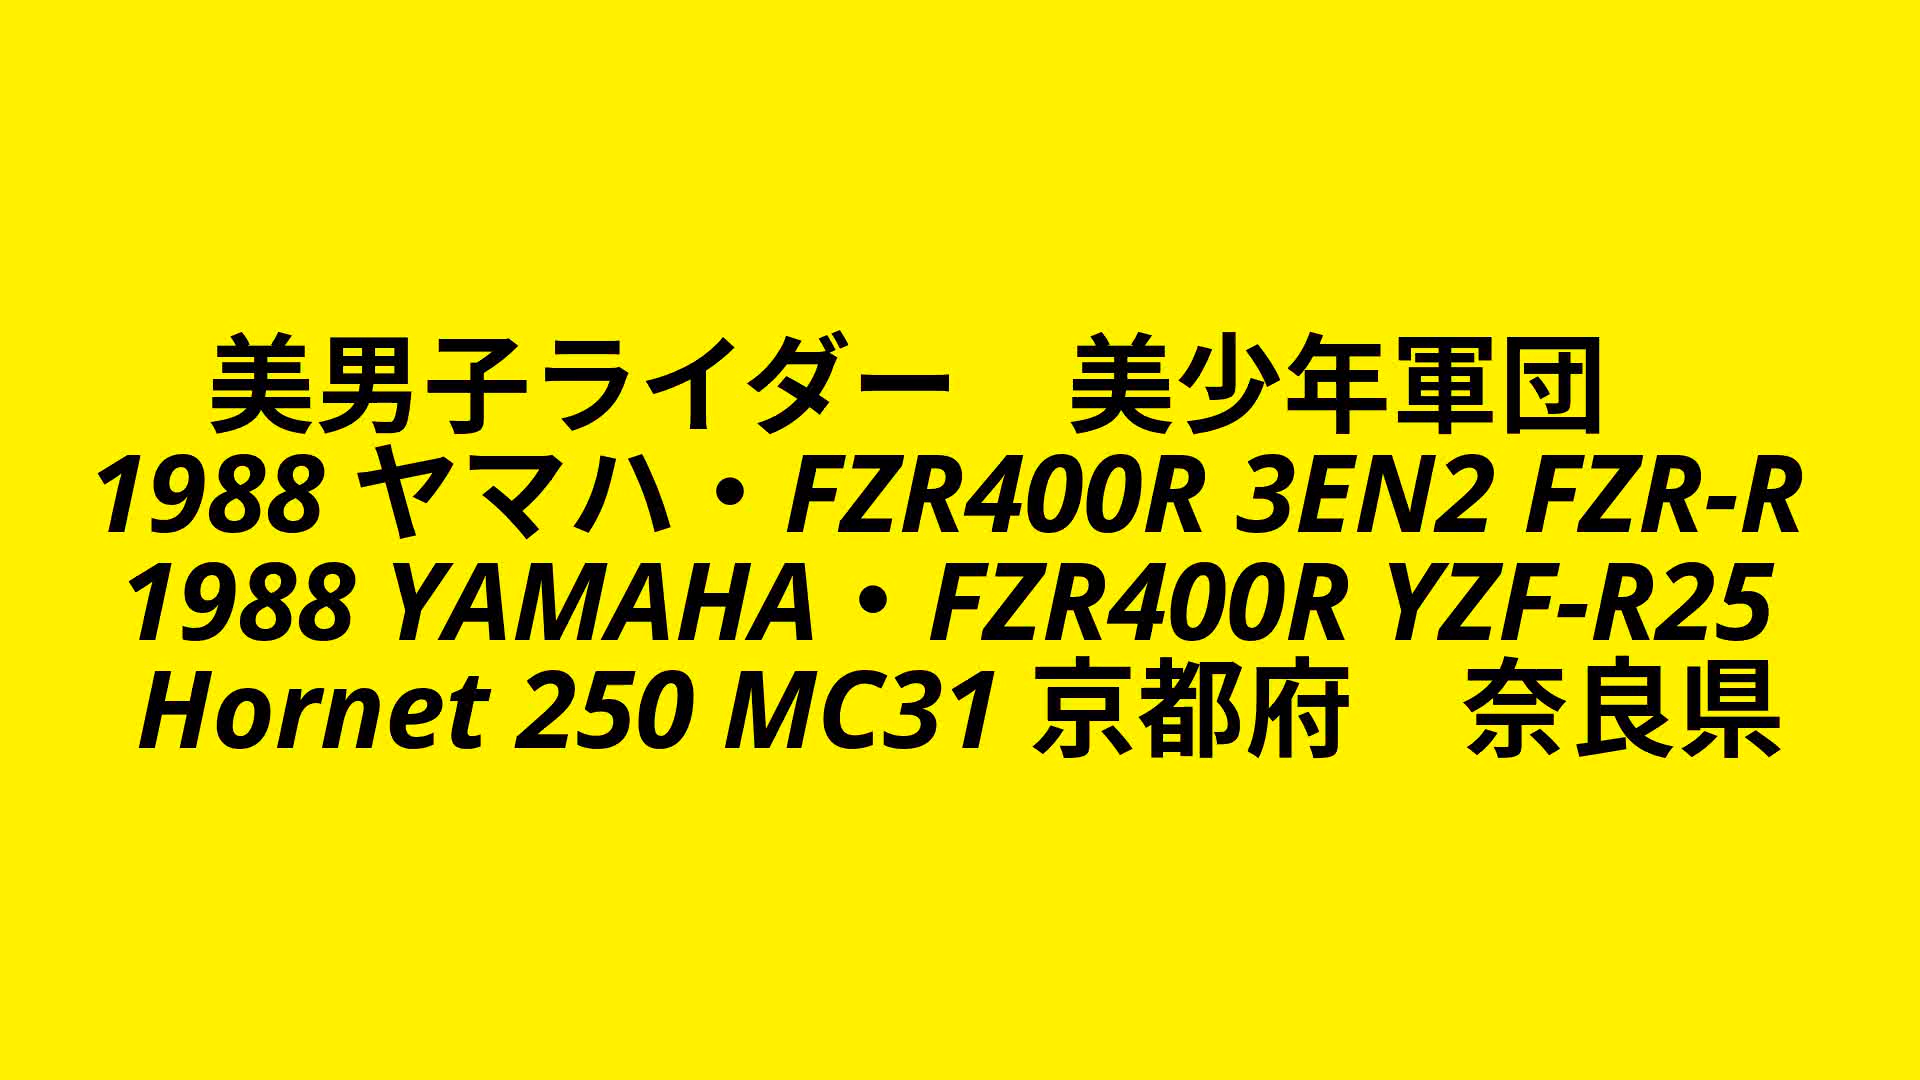 美男子ライダー　美少年軍団
1988 ヤマハ・FZR400R 3EN2 FZR-R
1988 YAMAHA・FZR400R YZF-R25
Hornet 250 MC31 京都府　奈良県